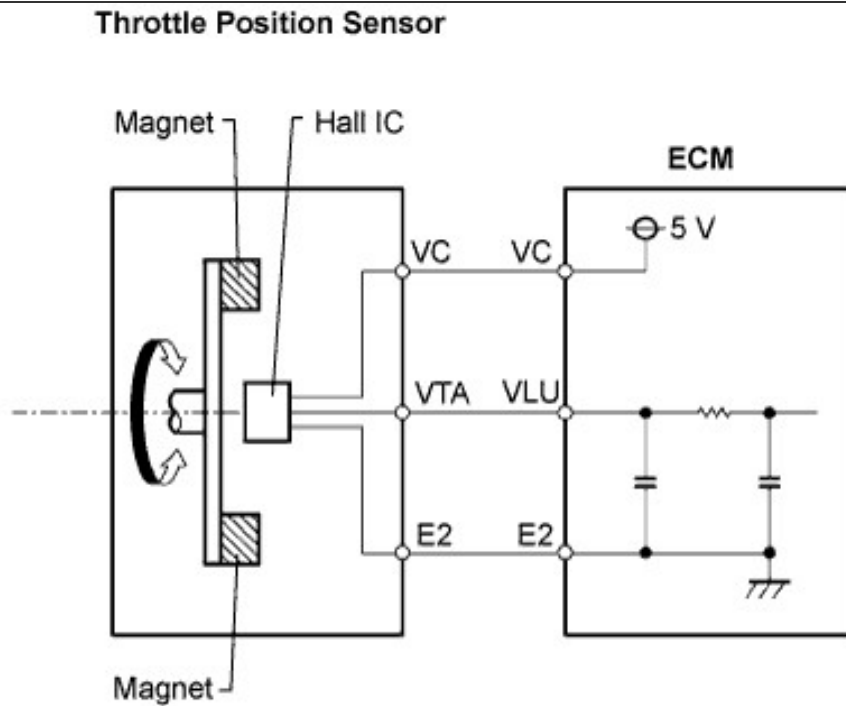 Throttle Position Sensor
Magnet
Hall IC
ECM
5 V
VC
VC
VTA
VLU
E2
E2
Magnet